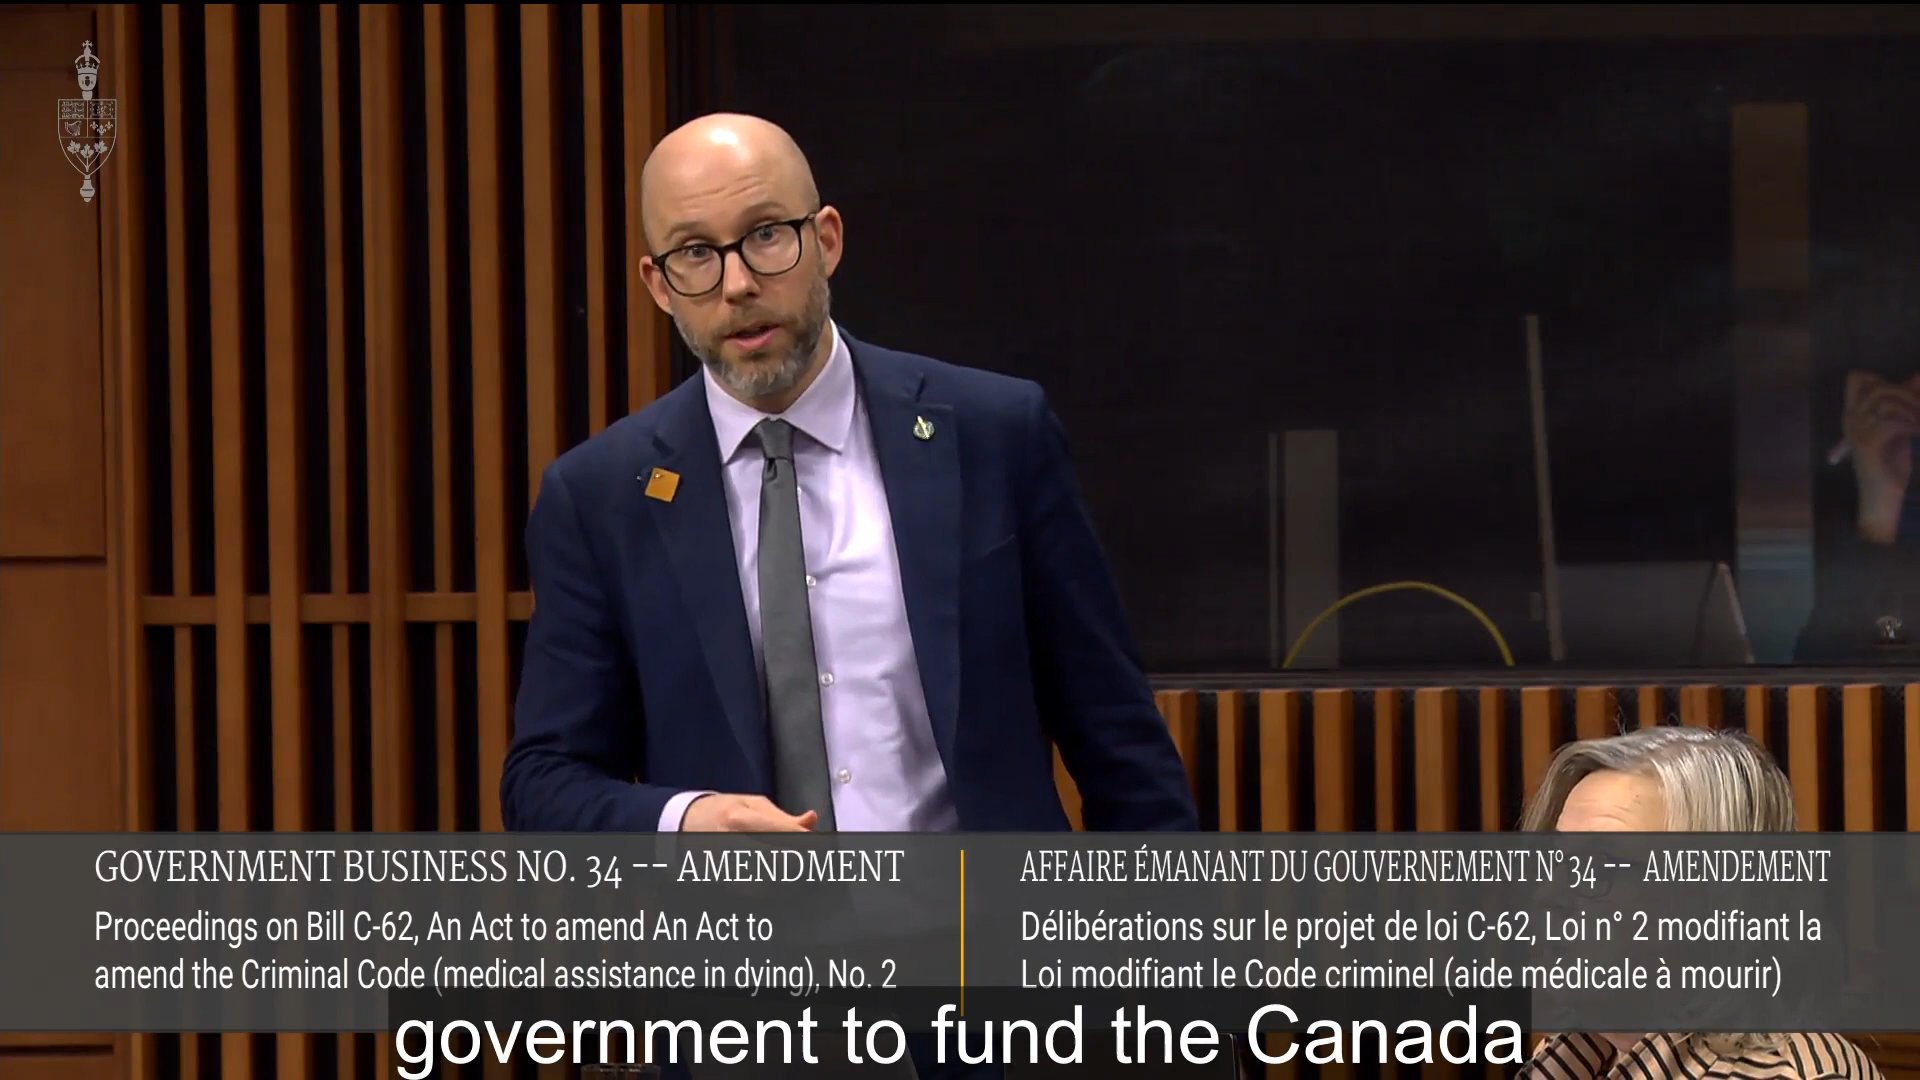 GOVERNMENT BUSINESS NO. 34 -- AMENDMENT
Proceedings on Bill C-62, An Act to amend An Act to
amend the Criminal Code (medical assistance in dying), No. 2
AFFAIRE ÉMANANT DU GOUVERNEMENT N° 34 -- AMENDEMENT
Délibérations sur le projet de loi C-62, Loi n° 2 modifiant la
Loi modifiant le Code criminel (aide médicale à mourir)
government to fund the Canada